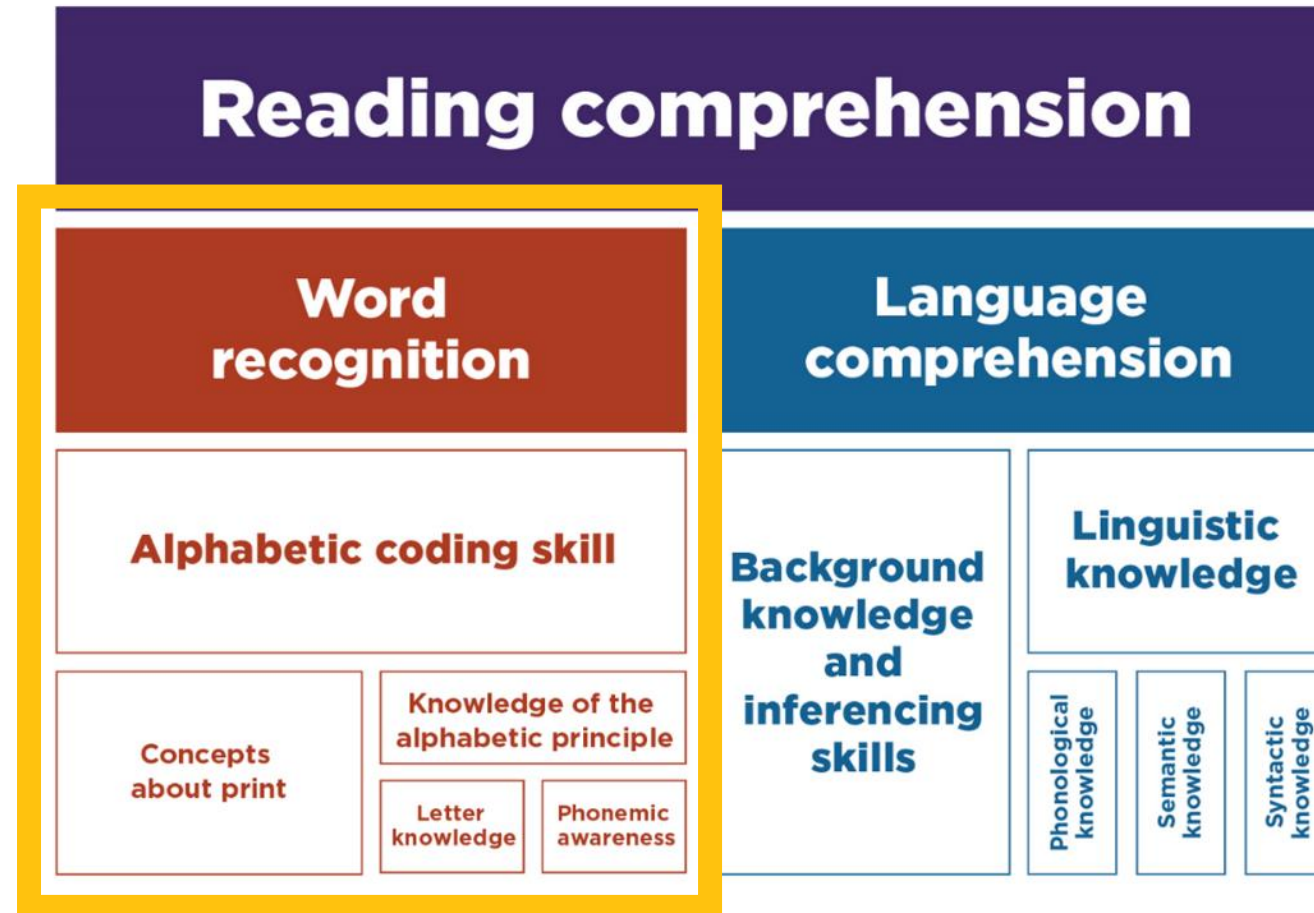 Reading comprehension
Word
recognition
Alphabetic coding skill
Concepts
about print
Knowledge of the
alphabetic principle
Letter
knowledge
Phonemic
awareness
Language
comprehension
Background
knowledge
and
inferencing
skills
Linguistic
knowledge
Phonological
knowledge
Semantic
knowledge
Syntactic
knowledge